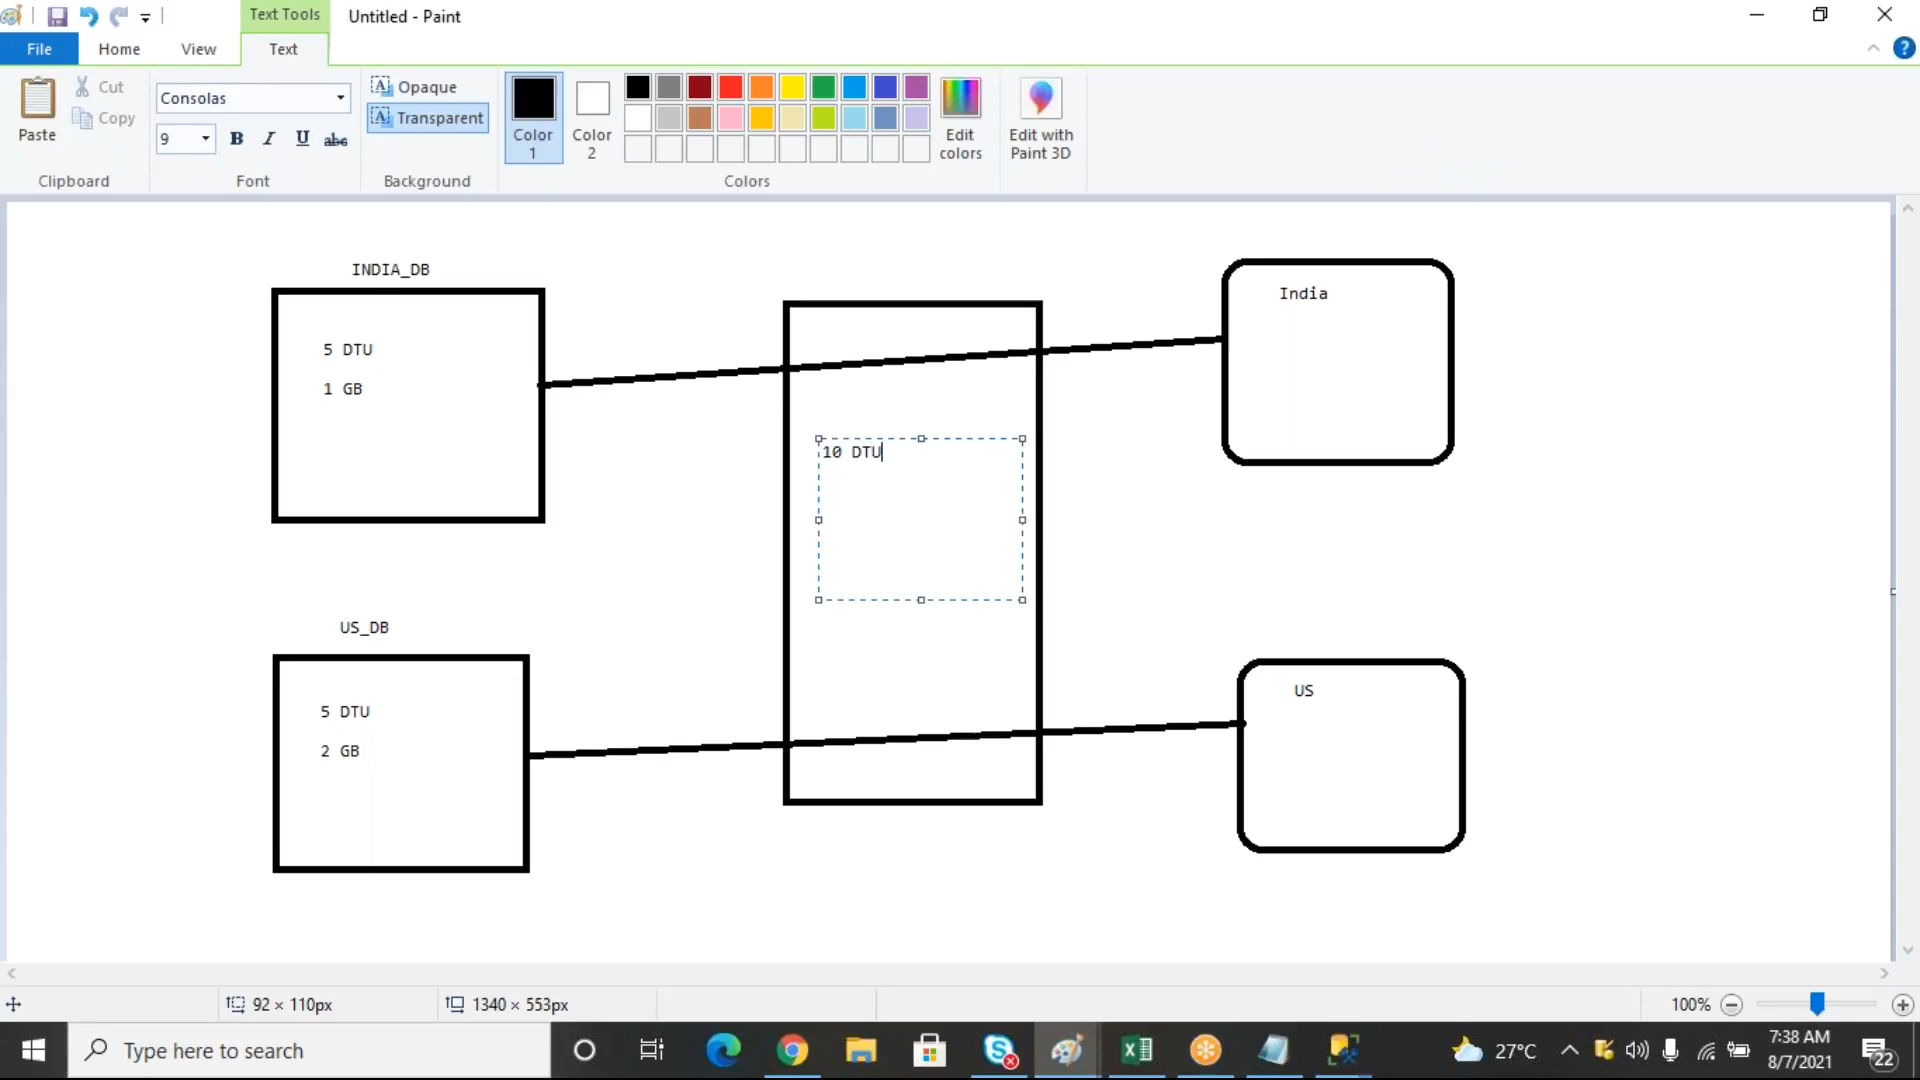 Text Tools
Untitled - Paint
File
Home
View
Text
Paste
Cut
Copy
Clipboard
Consolas
9
B I U abc
Font
Opaque
Transparent
Background
Color 1
Color 2
Colors
Edit colors
Edit with Paint 3D
INDIA_DB
5 DTU
1 GB
10 DTU
India
US_DB
5 DTU
2 GB
US
92 × 110px
1340 × 553px
100%
Type here to search
27°C
7:38 AM
8/7/2021
22